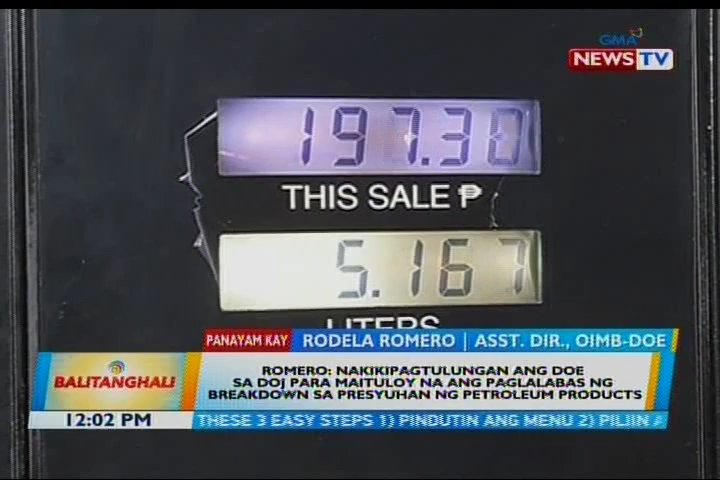 GMA
NEWS TV
197.30
THIS SALE ₱
5.167
LITERS
PANAYAM KAY RODELA ROMERO | ASST. DIR., OIMB-DOE
BALITANGHALI
ROMERO: NAKIKIPAGTULUNGAN ANG DOE
SA DOJ PARA MAITULOY NA ANG PAGLALABAS NG
BREAKDOWN SA PRESYUHAN NG PETROLEUM PRODUCTS
12:02 PM THESE 3 EASY STEPS 1) PINDUTIN ANG MENU 2) PILIIN A